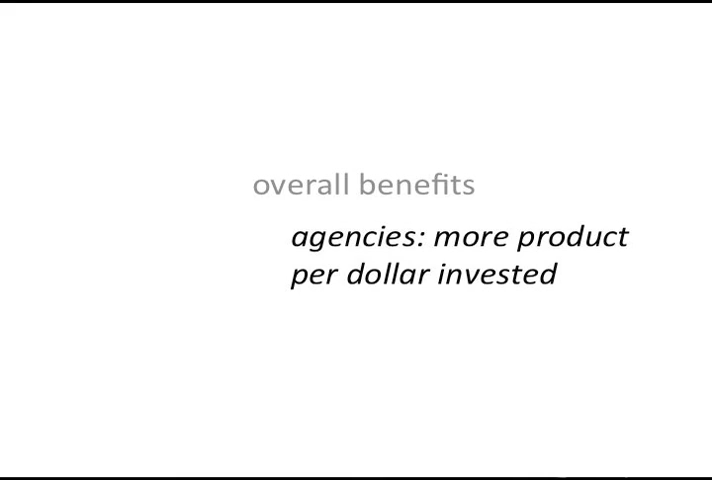 overall benefits
agencies: more product
per dollar invested